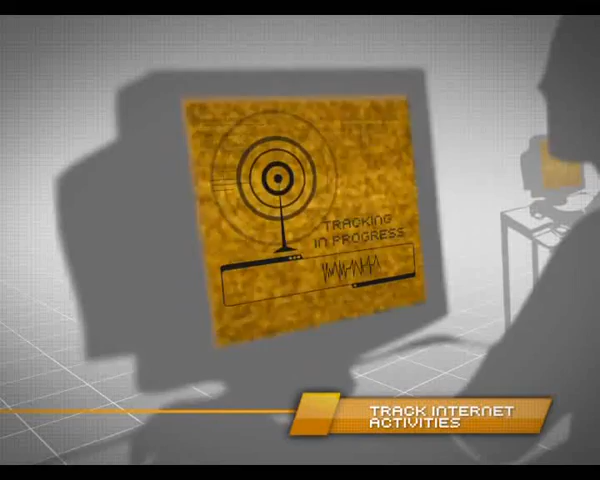 TRACKING
IN PROGRESS
TRACK INTERNET
ACTIVITIES